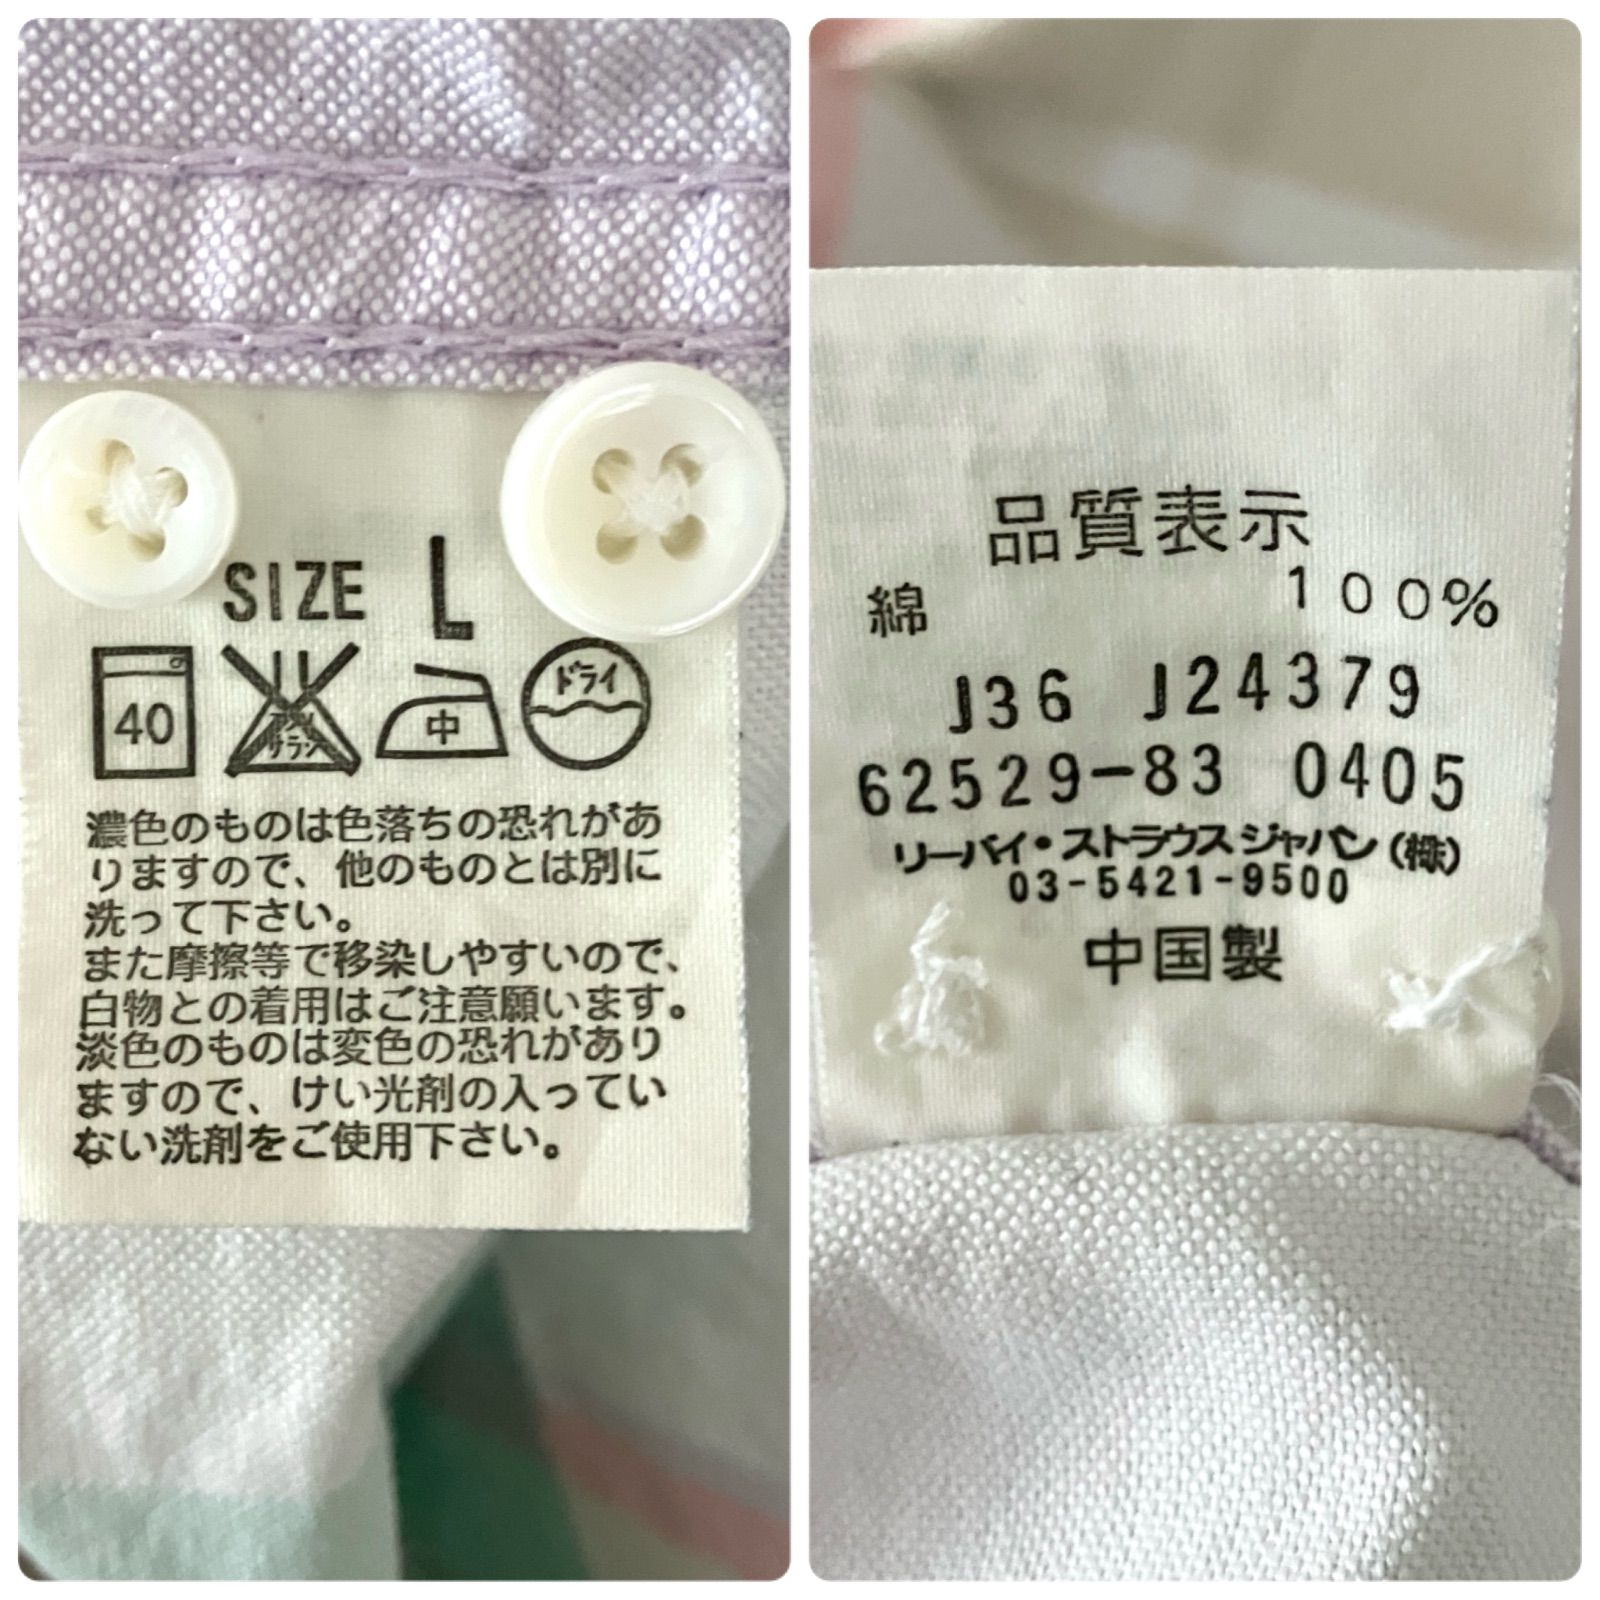 SIZE L
40 エンソ サラシ 中 ドライ
濃色のものは色落ちの恐れがあ
りますので、他のものとは別に
洗って下さい。
また摩擦等で移染しやすいので、
白物との着用はご注意願います。
淡色のものは変色の恐れがあり
ますので、けい光剤の入ってい
ない洗剤をご使用下さい。
品質表示
綿 100%
J36 J24379
62529-83 0405
リーバイ・ストラウス ジャパン(株)
03-5421-9500
中国製